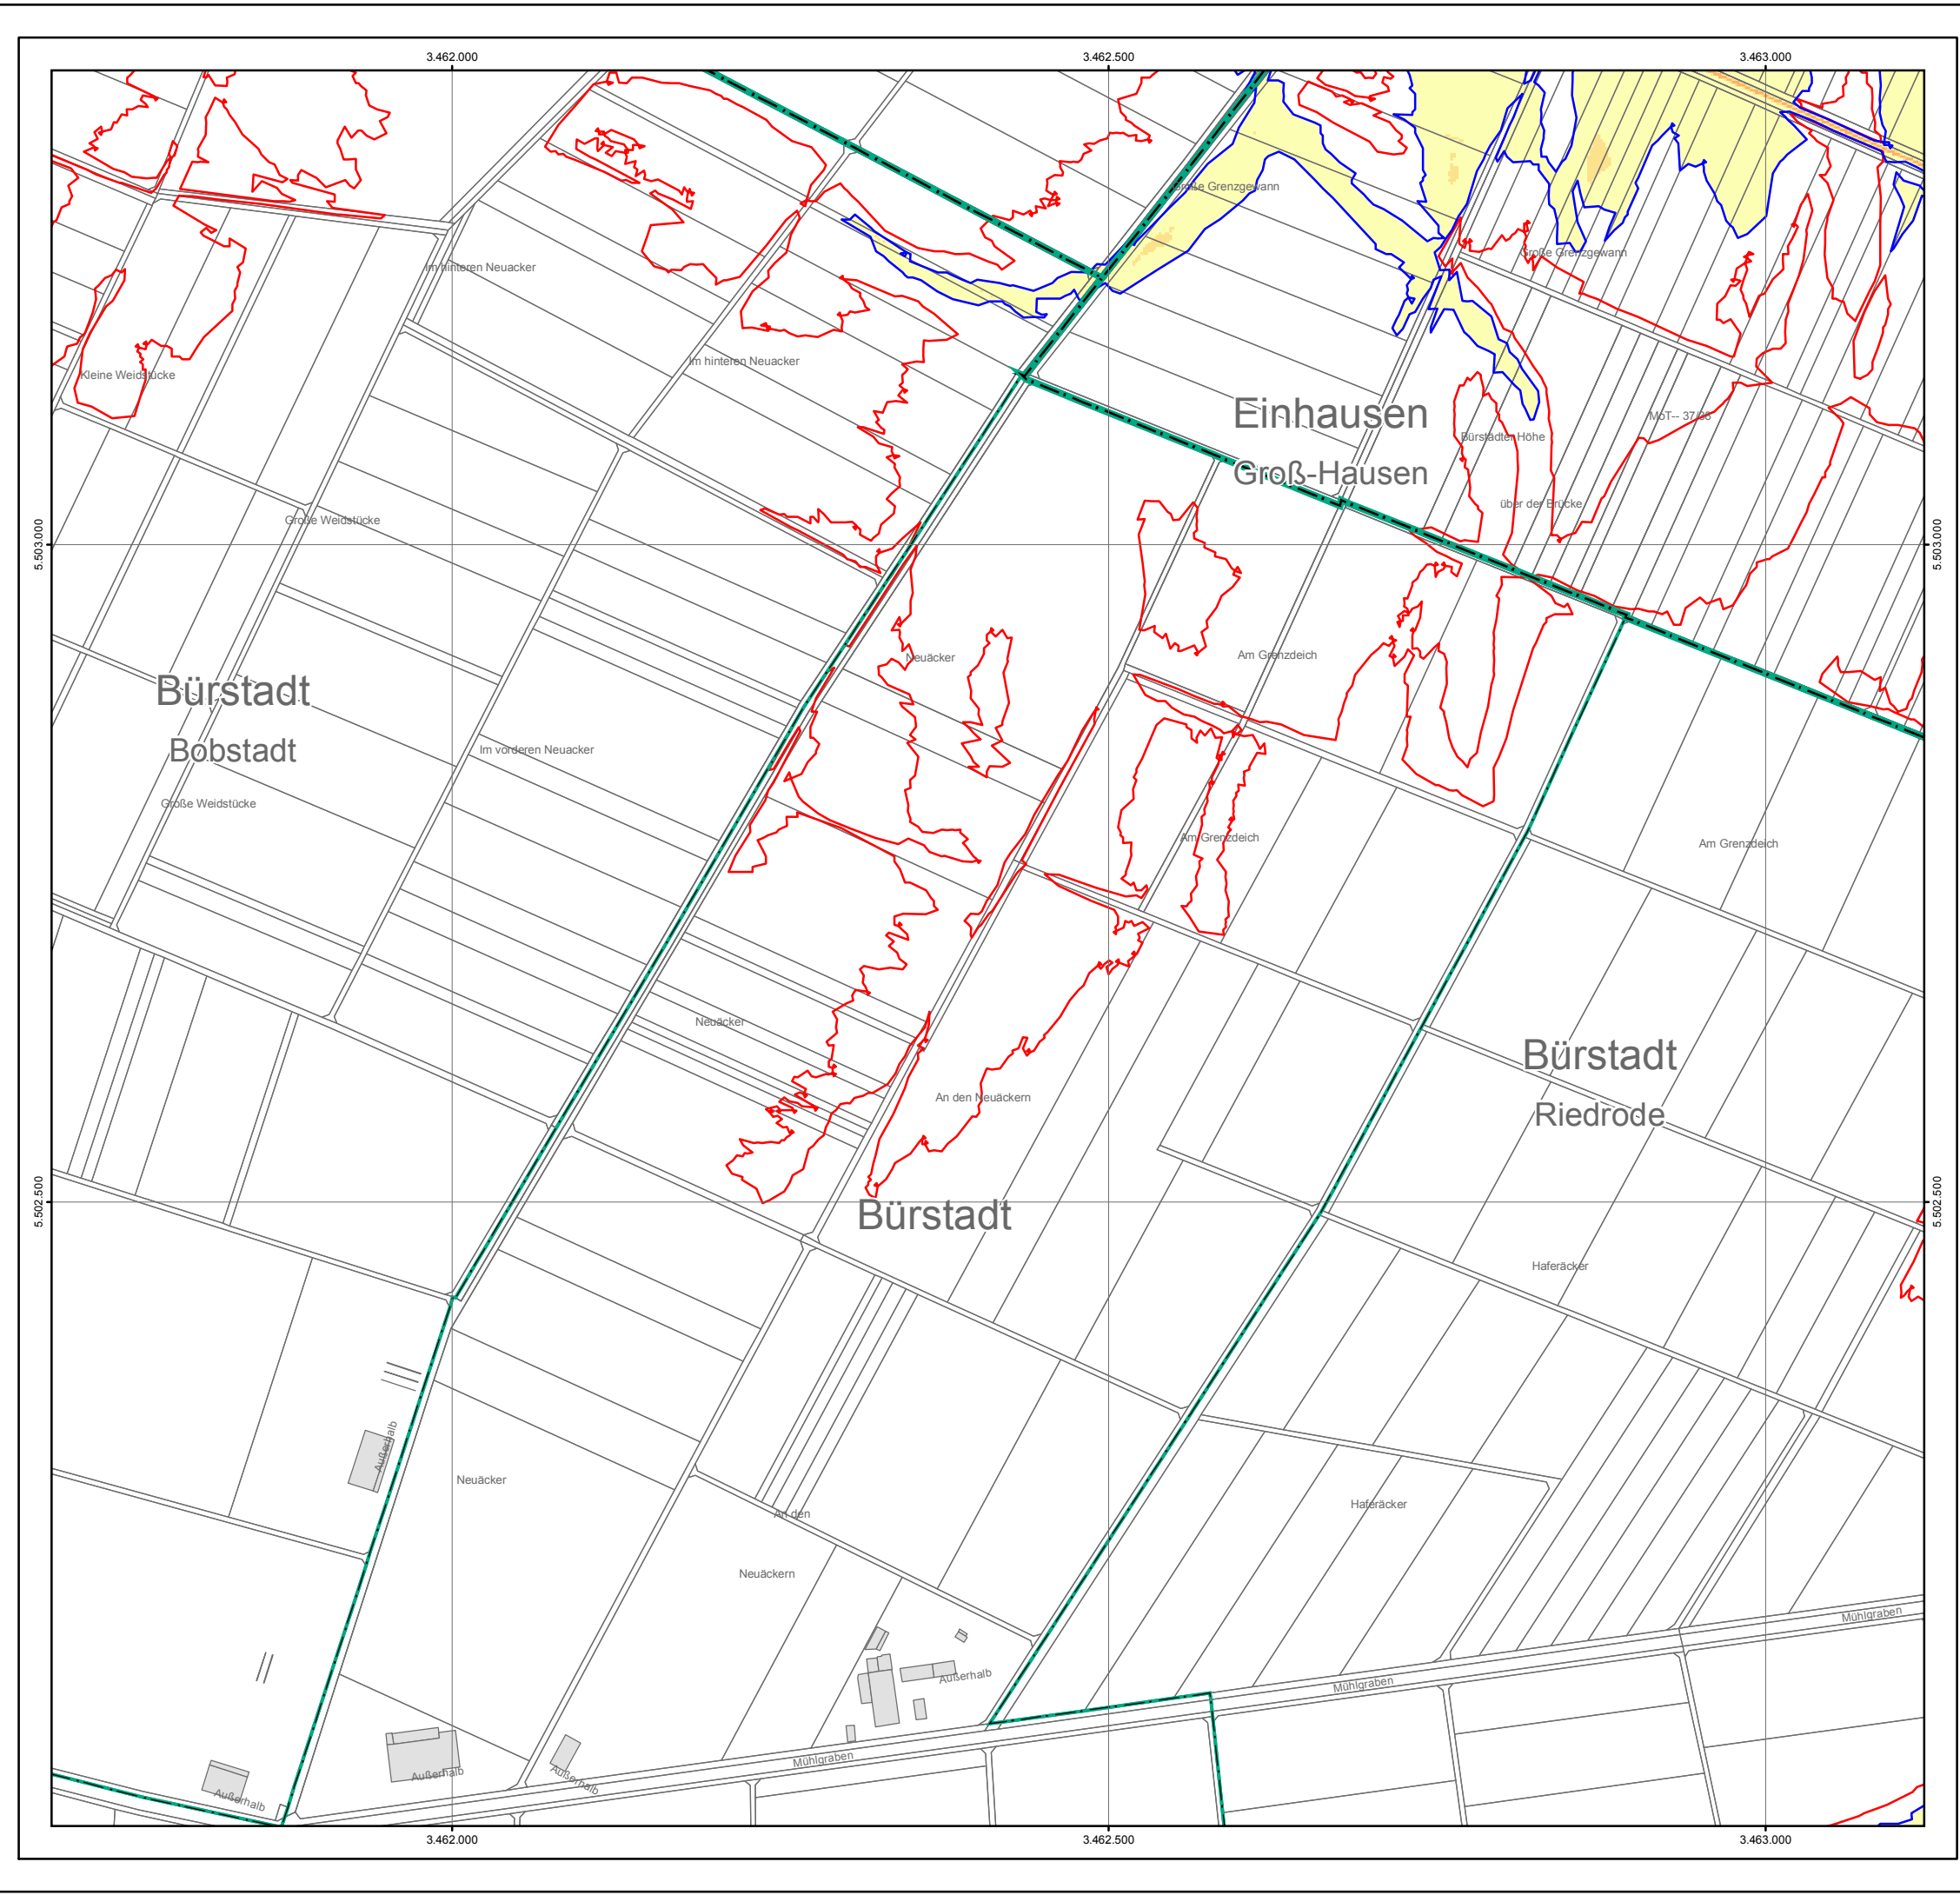 3.462.000
3.462.500
3.463.000
Große Grenzgewann
Große Grenzgewann
Im hinteren Neuacker
Im hinteren Neuacker
Kleine Weidstücke
Einhausen
MoT-- 37/38
Bürstädter Höhe
Groß-Hausen
über der Brücke
Große Weidstücke
5.503.000
5.503.000
Neuäcker
Am Grenzdeich
Bürstadt
Bobstadt
Im vorderen Neuacker
Große Weidstücke
Am Grenzdeich
Am Grenzdeich
Neuäcker
Bürstadt
An den Neuäckern
Riedrode
5.502.500
5.502.500
Bürstadt
Haferäcker
Außerhalb
Neuäcker
Haferäcker
An den
Neuäckern
Mühlgraben
Außerhalb
Mühlgraben
Mühlgraben
Außerhalb
Außerhalb
Außerhalb
3.462.000
3.462.500
3.463.000